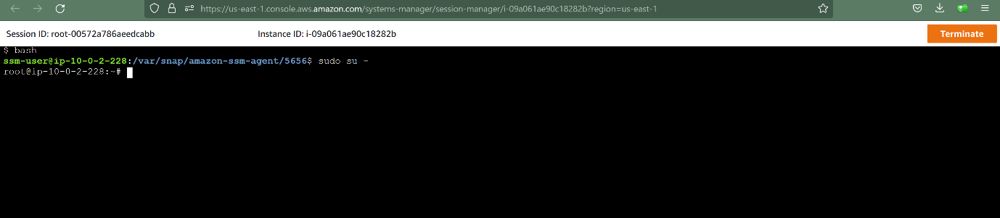 https://us-east-1.console.aws.amazon.com/systems-manager/session-manager/i-09a061ae90c18282b?region=us-east-1
Session ID: root-00572a786aeedcabb Instance ID: i-09a061ae90c18282b Terminate
$ bash
ssm-user@ip-10-0-2-228:/var/snap/amazon-ssm-agent/5656$ sudo su -
root@ip-10-0-2-228:~#